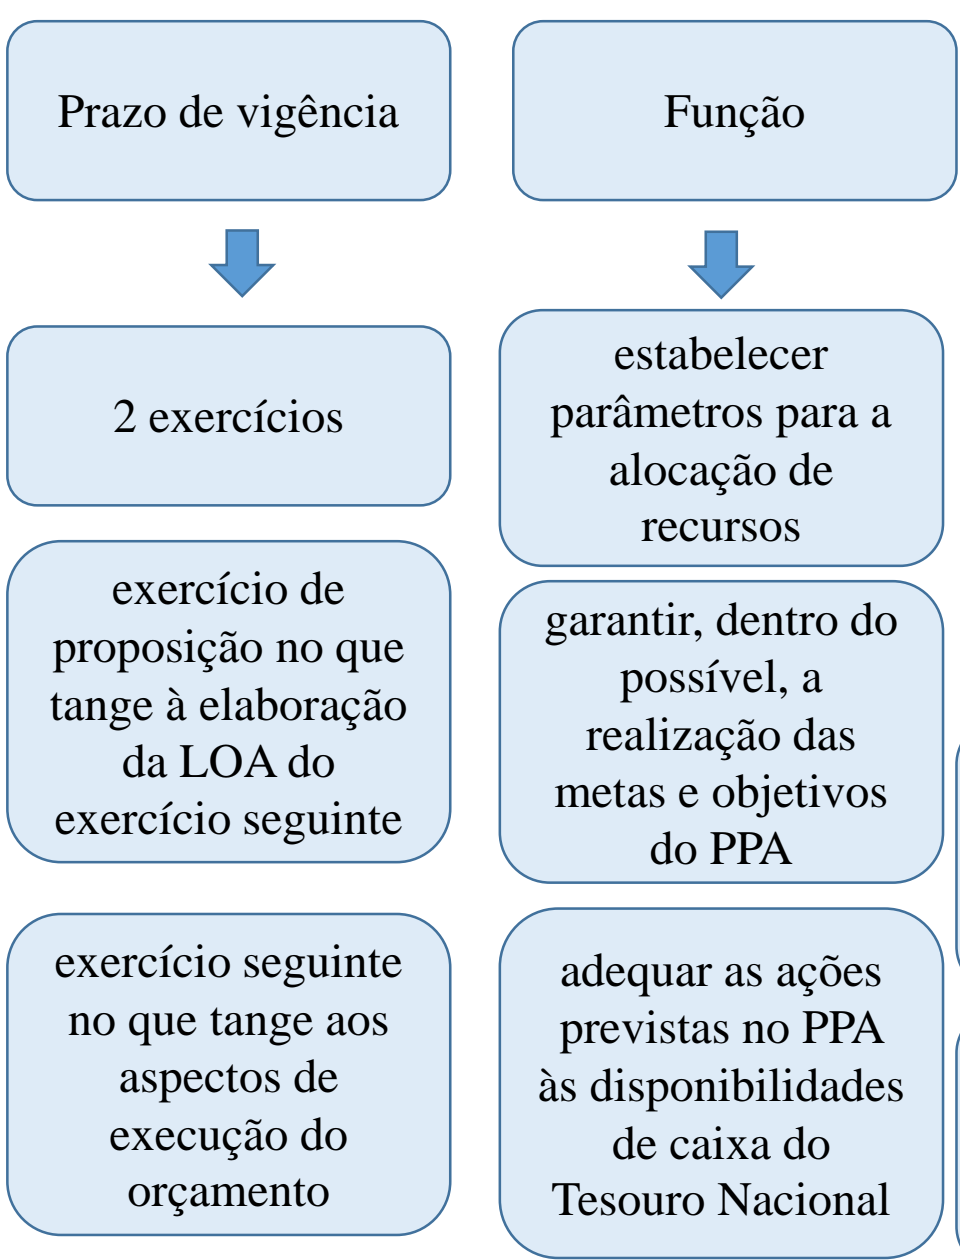 Prazo de vigência
2 exercícios
exercício de
proposição no que
tange à elaboração
da LOA do
exercício seguinte
exercício seguinte
no que tange aos
aspectos de
execução do
orçamento
Função
estabelecer
parâmetros para a
alocação de
recursos
garantir, dentro do
possível, a
realização das
metas e objetivos
do PPA
adequar as ações
previstas no PPA
às disponibilidades
de caixa do
Tesouro Nacional